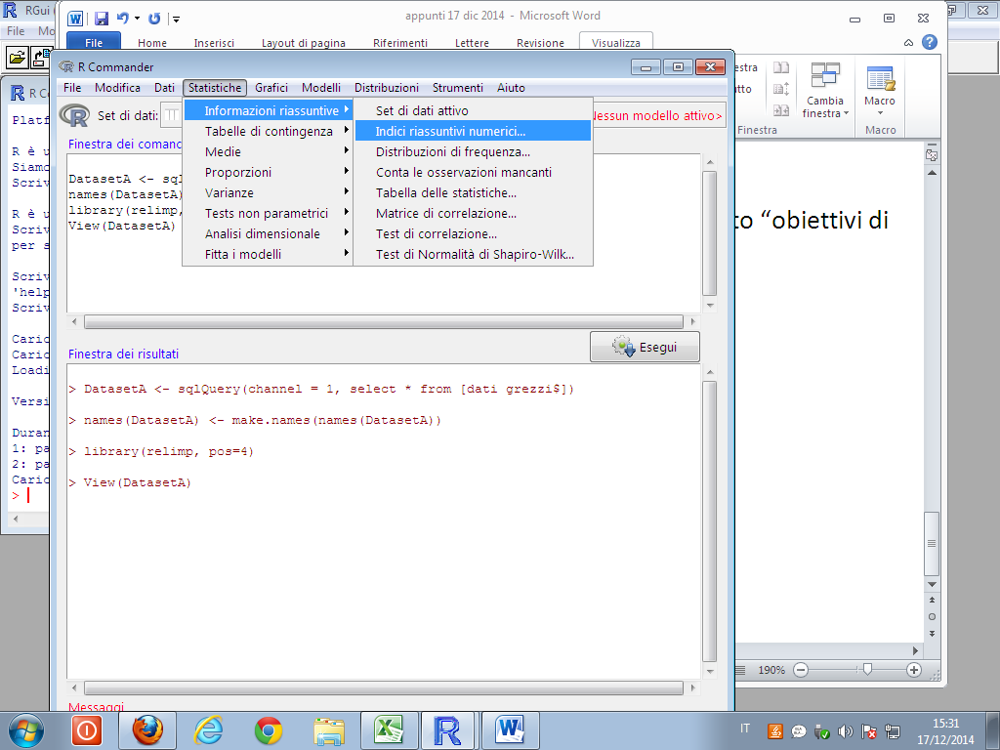 RGui
File Mo
appunti 17 dic 2014 - Microsoft Word
File Home Inserisci Layout di pagina Riferimenti Lettere Revisione Visualizza
Cambia finestra
Macro
Finestra Macro
R Commander
File Modifica Dati Statistiche Grafici Modelli Distribuzioni Strumenti Aiuto
Set di dati: Nessun modello attivo>
Finestra dei comand
Informazioni riassuntive
Tabelle di contingenza
Medie
Proporzioni
Varianze
Tests non parametrici
Analisi dimensionale
Fitta i modelli
Set di dati attivo
Indici riassuntivi numerici...
Distribuzioni di frequenza...
Conta le osservazioni mancanti
Tabella delle statistiche...
Matrice di correlazione...
Test di correlazione...
Test di Normalità di Shapiro-Wilk...
DatasetA <- sql
names(DatasetA)
library(relimp,
View(DatasetA)
to “obiettivi di
Esegui
Finestra dei risultati
> DatasetA <- sqlQuery(channel = 1, select * from [dati grezzi$])
> names(DatasetA) <- make.names(names(DatasetA))
> library(relimp, pos=4)
> View(DatasetA)
Messaggi
R Co
Platf
R è u
Siamo
Scriv
R è u
Scriv
per s
Scriv
'help
Scriv
Caric
Caric
Loadi
Versi
Duran
1: pa
2: pa
Caric
>
190%
IT
15:31
17/12/2014